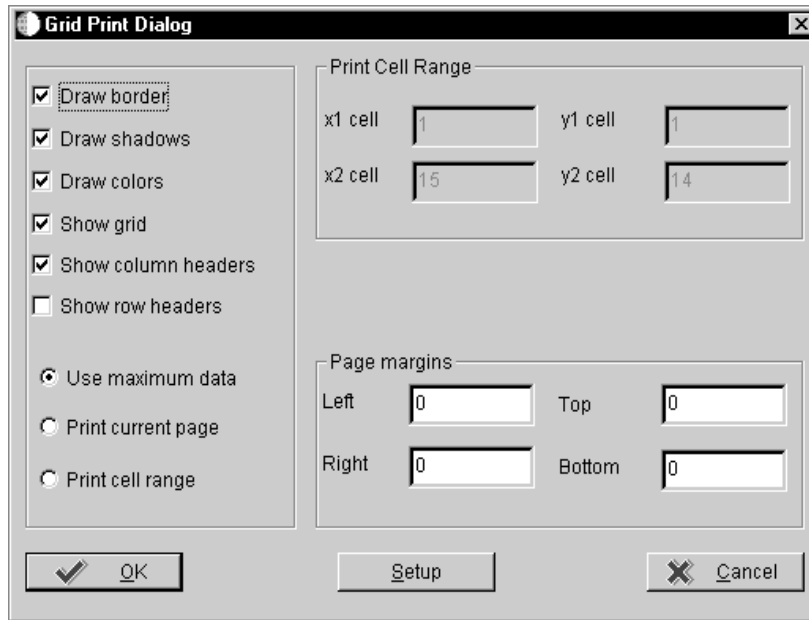 Grid Print Dialog
Draw border
Draw shadows
Draw colors
Show grid
Show column headers
Show row headers
Use maximum data
Print current page
Print cell range
Print Cell Range
x1 cell 1 y1 cell 1
x2 cell 15 y2 cell 14
Page margins
Left 0 Top 0
Right 0 Bottom 0
OK Setup Cancel